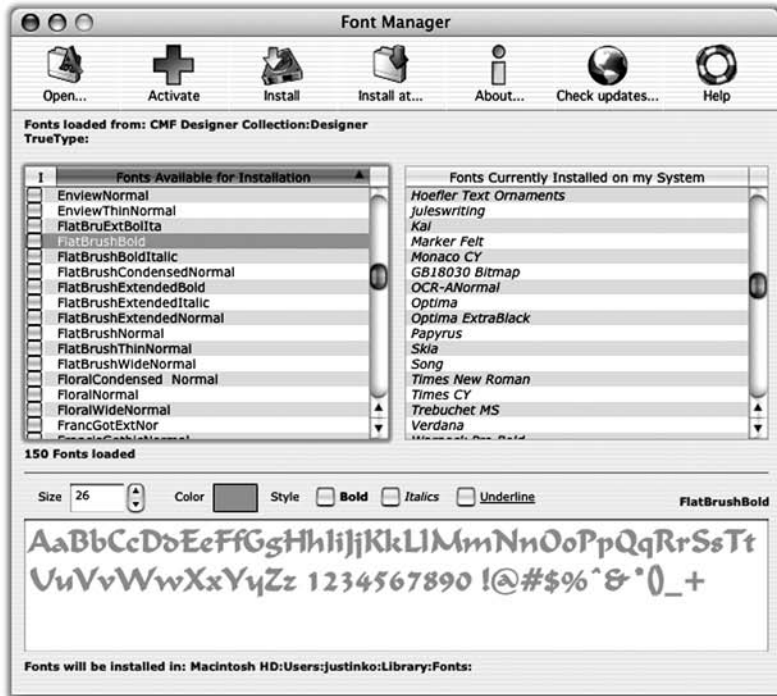 Font Manager
Open... Activate Install Install at... About... Check updates... Help
Fonts loaded from: CMF Designer Collection:Designer
TrueType:
I Fonts Available for Installation
EnviewNormal
EnviewThinNormal
FlatBruExtBolIta
FlatBrushBold
FlatBrushBoldItalic
FlatBrushCondensedNormal
FlatBrushExtendedBold
FlatBrushExtendedItalic
FlatBrushExtendedNormal
FlatBrushNormal
FlatBrushThinNormal
FlatBrushWideNormal
FloralCondensed Normal
FloralNormal
FloralWideNormal
FrancGotExtNor
FrancisGothicNormal
Fonts Currently Installed on my System
Hoefler Text Ornaments
juleswriting
Kai
Marker Felt
Monaco CY
GB18030 Bitmap
OCR-ANormal
Optima
Optima ExtraBlack
Papyrus
Skia
Song
Times New Roman
Times CY
Trebuchet MS
Verdana
Warnock Pro Bold
150 Fonts loaded
Size 26 Color Style Bold Italics Underline FlatBrushBold
AaBbCcDdEeFfGgHhIiJjKkLlMmNnOoPpQqRrSsTt
UuVvWwXxYyZz 1234567890 !@#$%^&*()_+
Fonts will be installed in: Macintosh HD:Users:justinko:Library:Fonts: